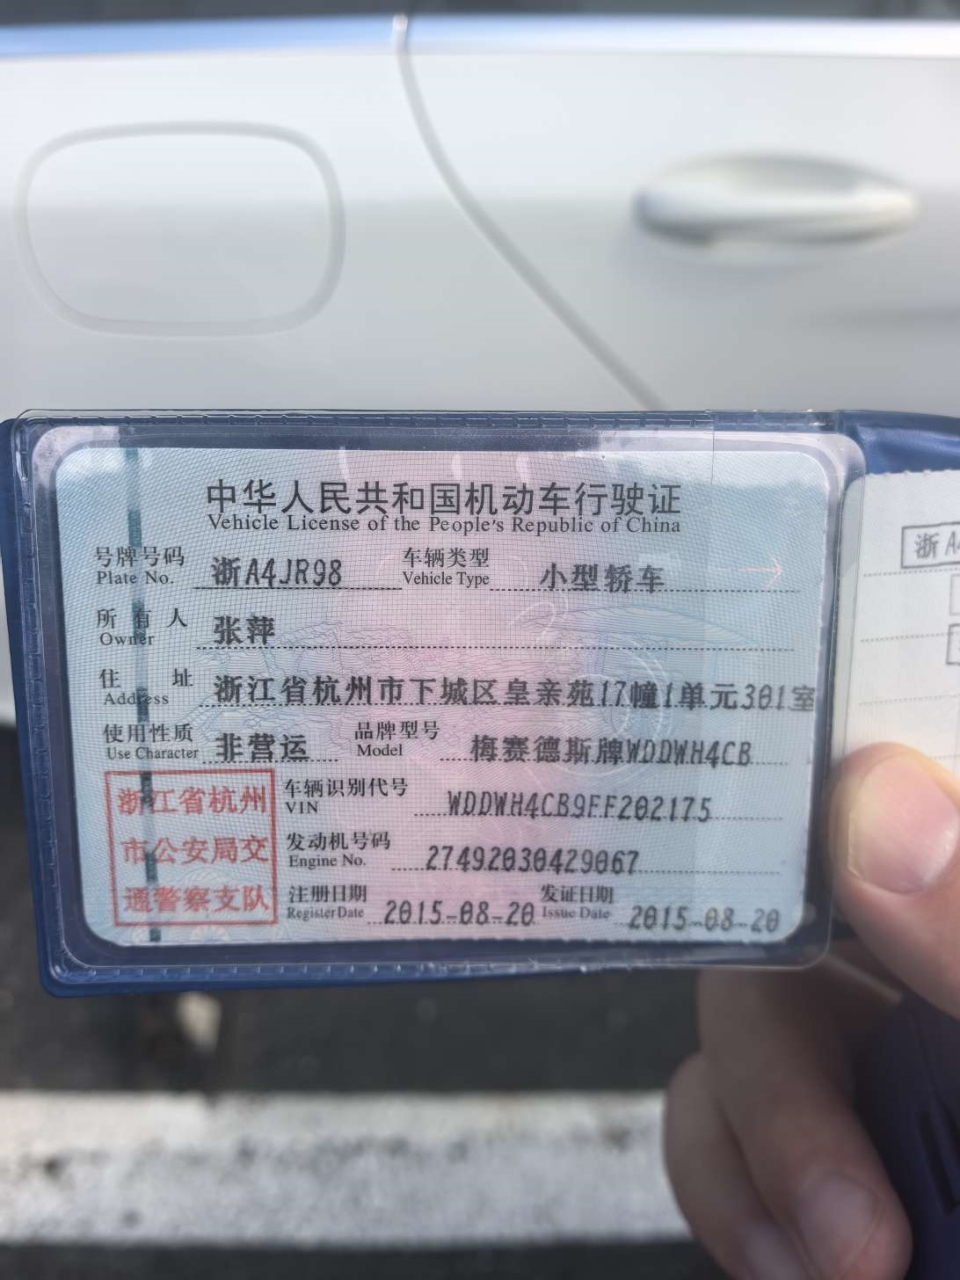 中华人民共和国机动车行驶证
Vehicle License of the People's Republic of China
号牌号码 浙A4JR98 车辆类型 小型轿车
Plate No. Vehicle Type
所有人 张萍
Owner
住址 浙江省杭州市下城区皇亲苑17幢1单元301室
Address
使用性质 非营运 品牌型号 梅赛德斯牌WDDWH4CB
Use Character Model
浙江省杭州
市公安局交
通警察支队
车辆识别代号 WDDWH4CB9FF202175
VIN
发动机号码 27492030429067
Engine No.
注册日期 2015-08-20 发证日期 2015-08-20
Register Date Issue Date
浙A4